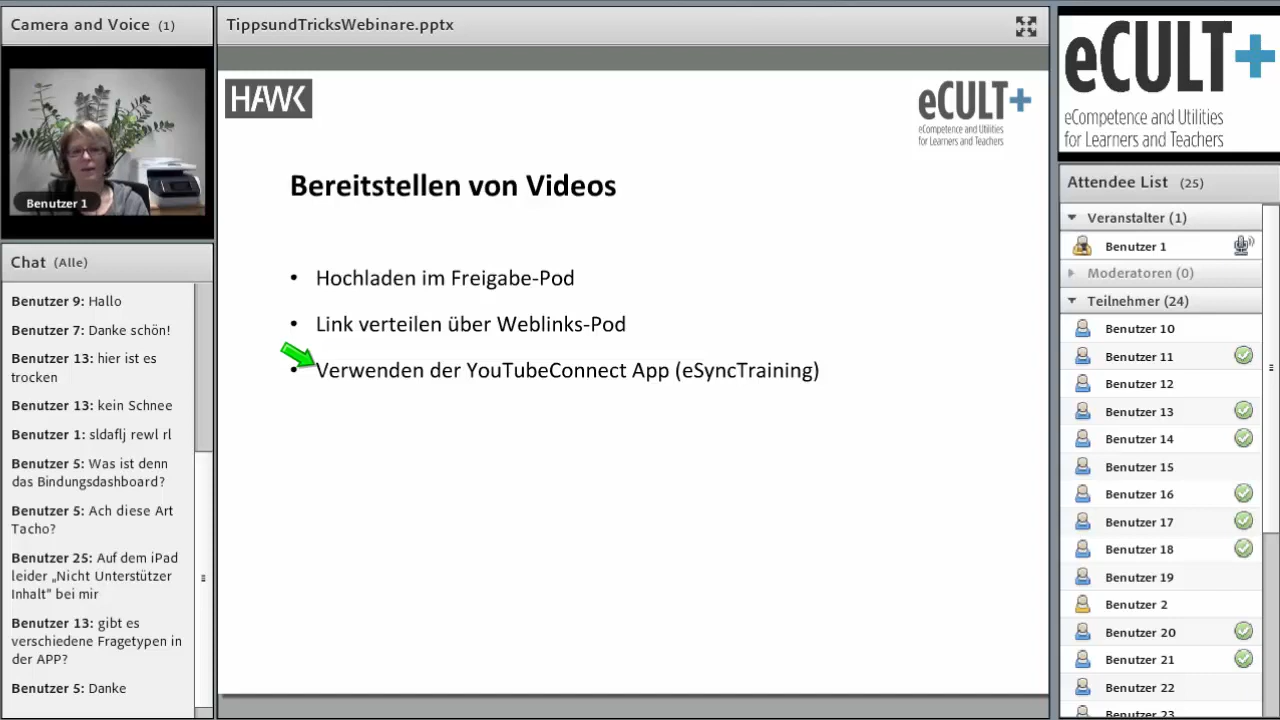 Camera and Voice (1)
Benutzer 1
Chat (Alle)
Benutzer 9: Hallo
Benutzer 7: Danke schön!
Benutzer 13: hier ist es
trocken
Benutzer 13: kein Schnee
Benutzer 1: sldaflj rewl rl
Benutzer 5: Was ist denn
das Bindungsdashboard?
Benutzer 5: Ach diese Art
Tacho?
Benutzer 25: Auf dem iPad
leider „Nicht Unterstützer
Inhalt" bei mir
Benutzer 13: gibt es
verschiedene Fragetypen in
der APP?
Benutzer 5: Danke
TippsundTricksWebinare.pptx
HAWK
eCULT+
eCompetence and Utilities
for Learners and Teachers
Bereitstellen von Videos
• Hochladen im Freigabe-Pod
• Link verteilen über Weblinks-Pod
• Verwenden der YouTubeConnect App (eSyncTraining)
eCULT+
eCompetence and Utilities
for Learners and Teachers
Attendee List (25)
Veranstalter (1)
Benutzer 1
Moderatoren (0)
Teilnehmer (24)
Benutzer 10
Benutzer 11
Benutzer 12
Benutzer 13
Benutzer 14
Benutzer 15
Benutzer 16
Benutzer 17
Benutzer 18
Benutzer 19
Benutzer 2
Benutzer 20
Benutzer 21
Benutzer 22
Benutzer 23